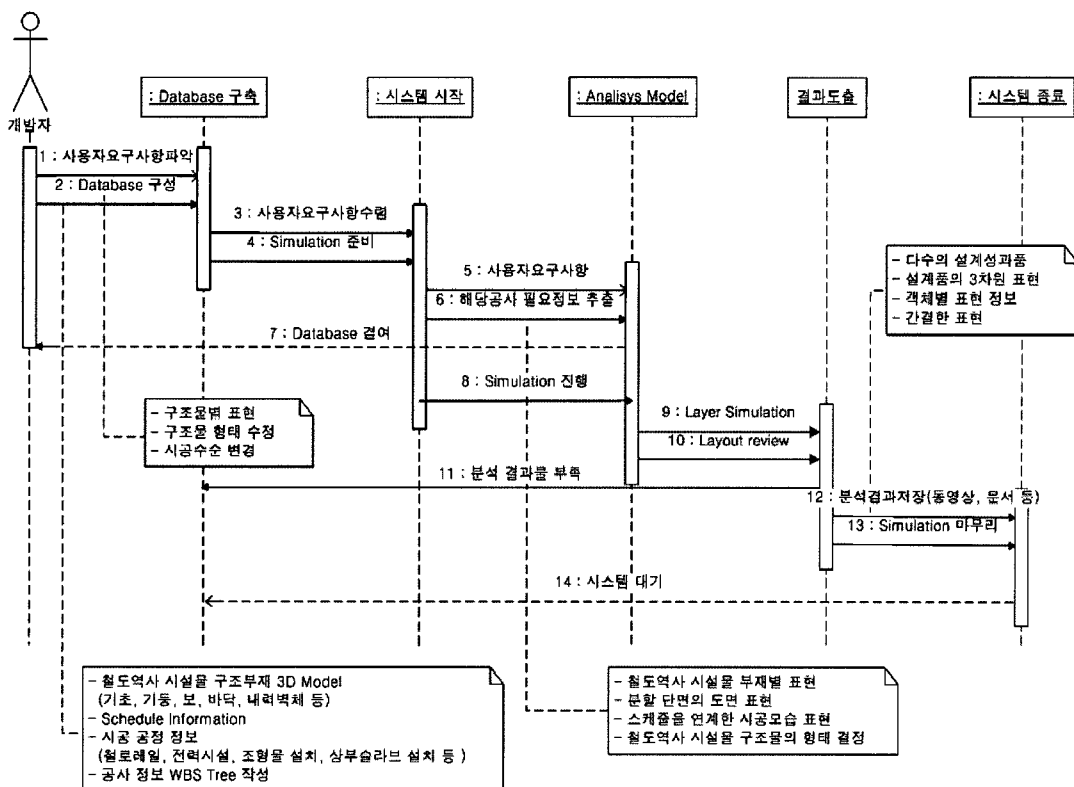 개발자
: Database 구축
: 시스템 시작
: Analisys Model
결과도출
: 시스템 종료
1 : 사용자요구사항파악
2 : Database 구성
3 : 사용자요구사항수렴
4 : Simulation 준비
5 : 사용자요구사항
6 : 해당공사 필요정보 추출
7 : Database 결여
8 : Simulation 진행
9 : Layer Simulation
10 : Layout review
11 : 분석 결과물 부족
12 : 분석결과저장(동영상, 문서 등)
13 : Simulation 마무리
14 : 시스템 대기
- 다수의 설계성과품
- 설계품의 3차원 표현
- 객체별 표현 정보
- 간결한 표현
- 구조물별 표현
- 구조물 형태 수정
- 시공수순 변경
- 철도역사 시설물 구조부재 3D Model
(기초, 기둥, 보, 바닥, 내력벽체 등)
- Schedule Information
- 시공 공정 정보
(철로레일, 전력시설, 조형물 설치, 상부슬라브 설치 등 )
- 공사 정보 WBS Tree 작성
- 철도역사 시설물 부재별 표현
- 분할 단면의 도면 표현
- 스케줄을 연계한 시공모습 표현
- 철도역사 시설물 구조물의 형태 결정